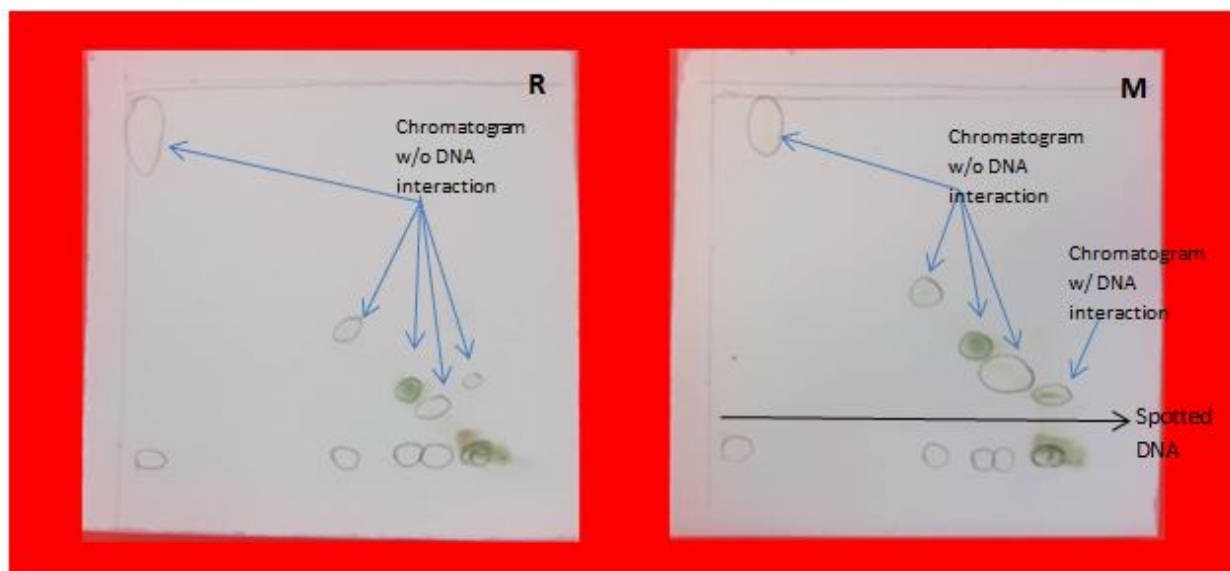 R
Chromatogram
w/o DNA
interaction
M
Chromatogram
w/o DNA
interaction
Chromatogram
w/ DNA
interaction
Spotted
DNA